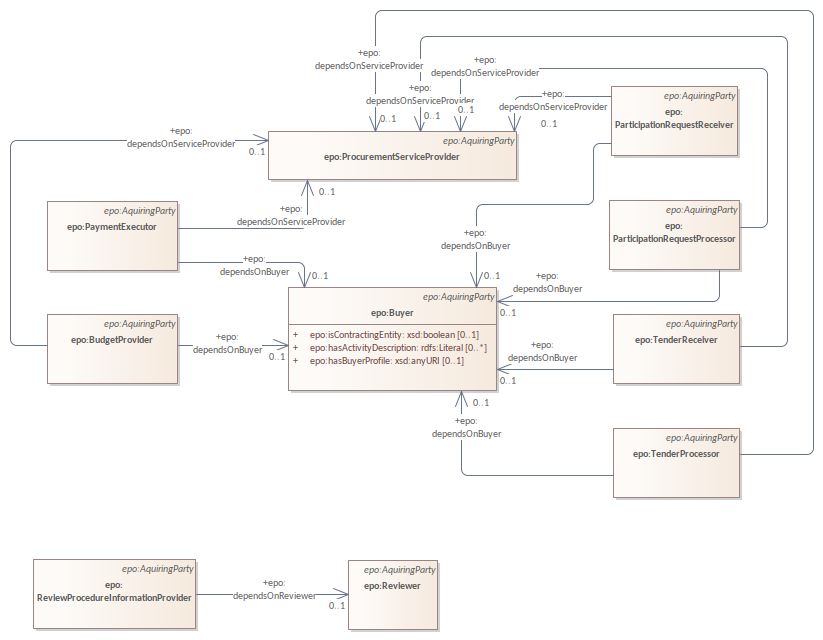 +epo:
dependsOnServiceProvider
0..1
+epo:
dependsOnServiceProvider
0..1
+epo:
dependsOnServiceProvider
0..1
+epo:
dependsOnServiceProvider
0..1
epo:AquiringParty
epo:
ParticipationRequestReceiver
+epo:
dependsOnServiceProvider
0..1
epo:AquiringParty
epo:ProcurementServiceProvider
0..1
+epo:
dependsOnServiceProvider
epo:AquiringParty
epo:PaymentExecutor
epo:AquiringParty
epo:
ParticipationRequestProcessor
+epo:
dependsOnBuyer
0..1
+epo:
dependsOnBuyer
0..1
+epo:
dependsOnBuyer
0..1
epo:AquiringParty
epo:Buyer
+ epo:isContractingEntity: xsd:boolean [0..1]
+ epo:hasActivityDescription: rdfs:Literal [0..*]
+ epo:hasBuyerProfile: xsd:anyURI [0..1]
epo:AquiringParty
epo:BudgetProvider
+epo:
dependsOnBuyer
0..1
epo:AquiringParty
epo:TenderReceiver
+epo:
dependsOnBuyer
0..1
0..1
+epo:
dependsOnBuyer
epo:AquiringParty
epo:TenderProcessor
epo:AquiringParty
epo:
ReviewProcedureInformationProvider
+epo:
dependsOnReviewer
0..1
epo:AquiringParty
epo:Reviewer